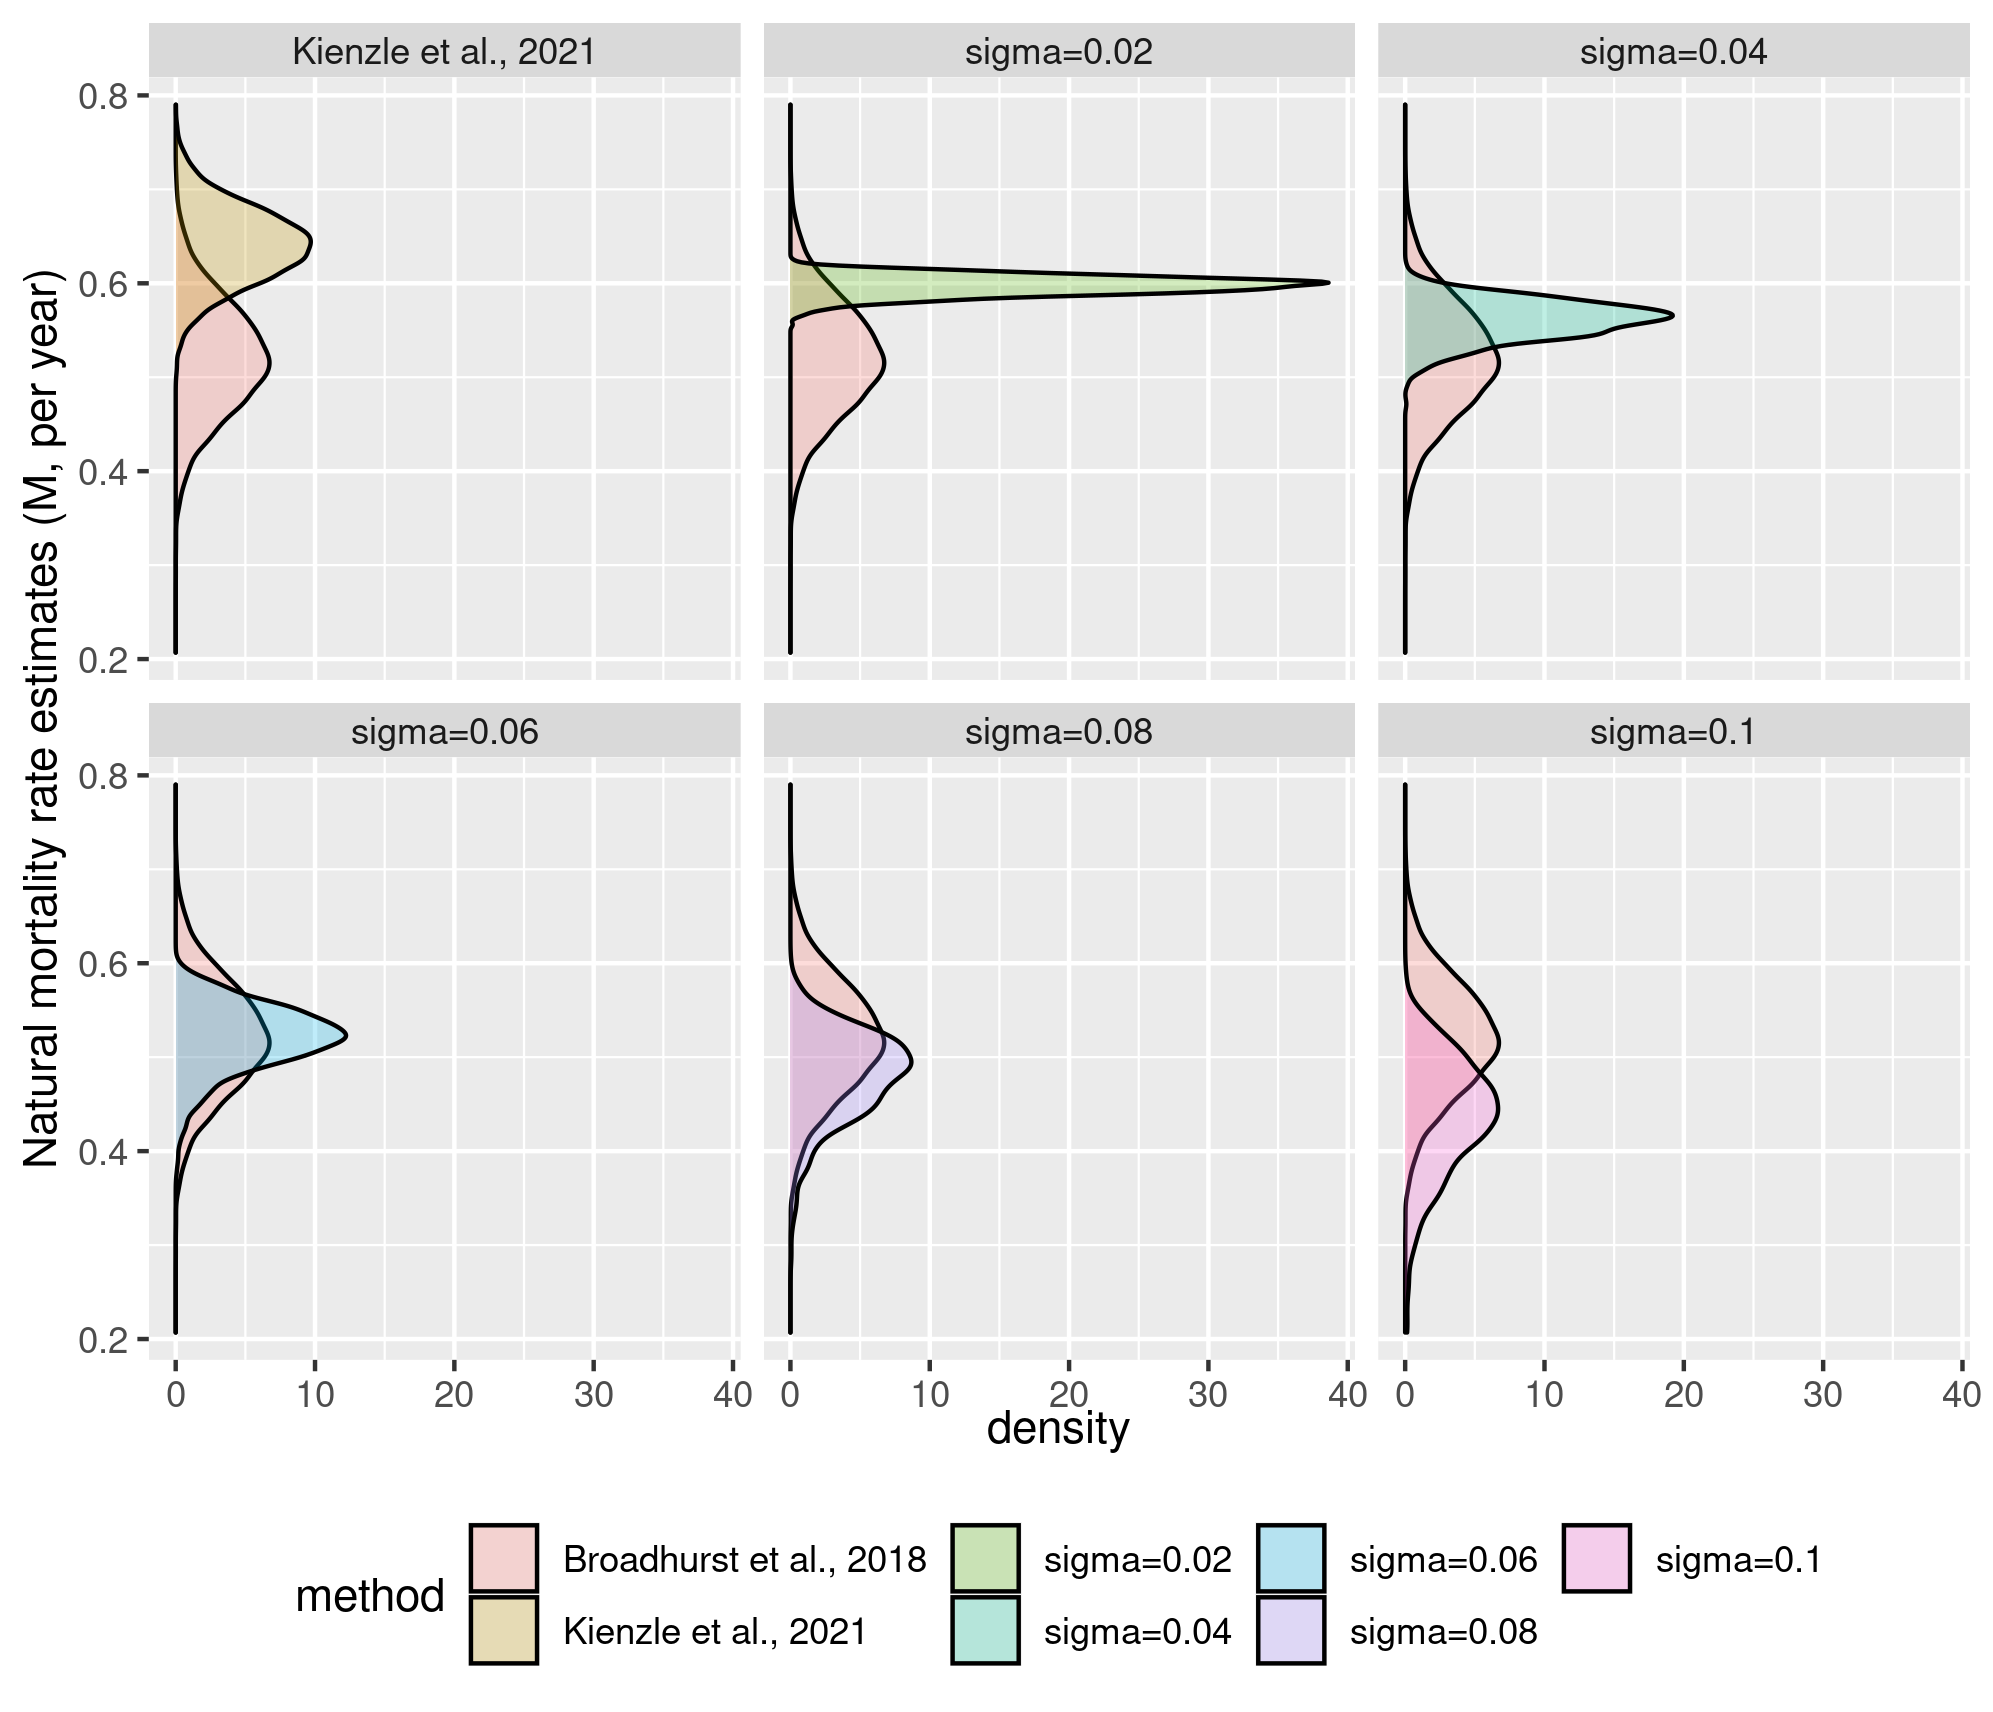 Kienzle et al., 2021
sigma=0.02
sigma=0.04
0.8
0.6
0.4
0.2
Natural mortality rate estimates (M, per year)
sigma=0.06
sigma=0.08
sigma=0.1
0.8
0.6
0.4
0.2
0 10 20 30 40
0 10 20 30 40
0 10 20 30 40
density
method
Broadhurst et al., 2018
Kienzle et al., 2021
sigma=0.02
sigma=0.04
sigma=0.06
sigma=0.08
sigma=0.1